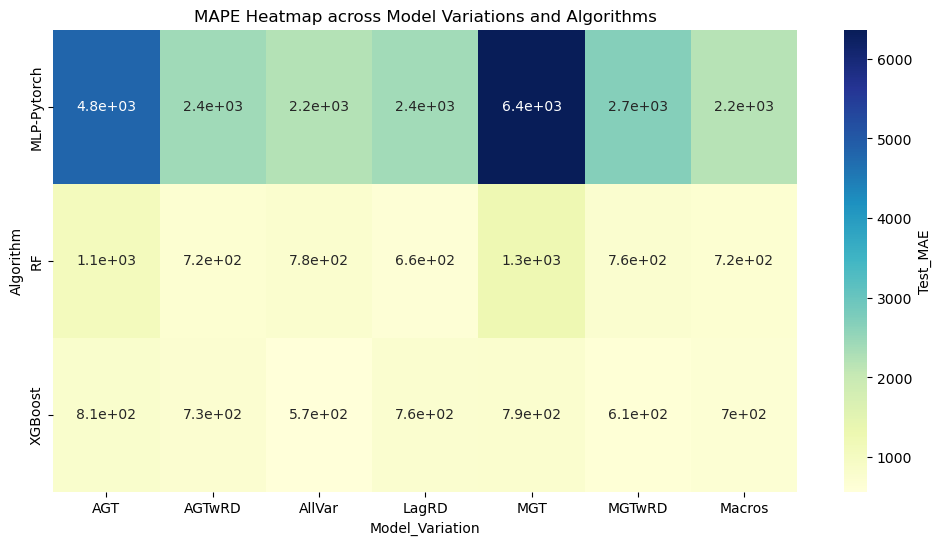 MAPE Heatmap across Model Variations and Algorithms
MLP-Pytorch
4.8e+03 2.4e+03 2.2e+03 2.4e+03 6.4e+03 2.7e+03 2.2e+03
RF
1.1e+03 7.2e+02 7.8e+02 6.6e+02 1.3e+03 7.6e+02 7.2e+02
XGBoost
8.1e+02 7.3e+02 5.7e+02 7.6e+02 7.9e+02 6.1e+02 7e+02
Algorithm
AGT AGTwRD AllVar LagRD MGT MGTwRD Macros
Model_Variation
6000
5000
4000
3000
2000
1000
Test_MAE